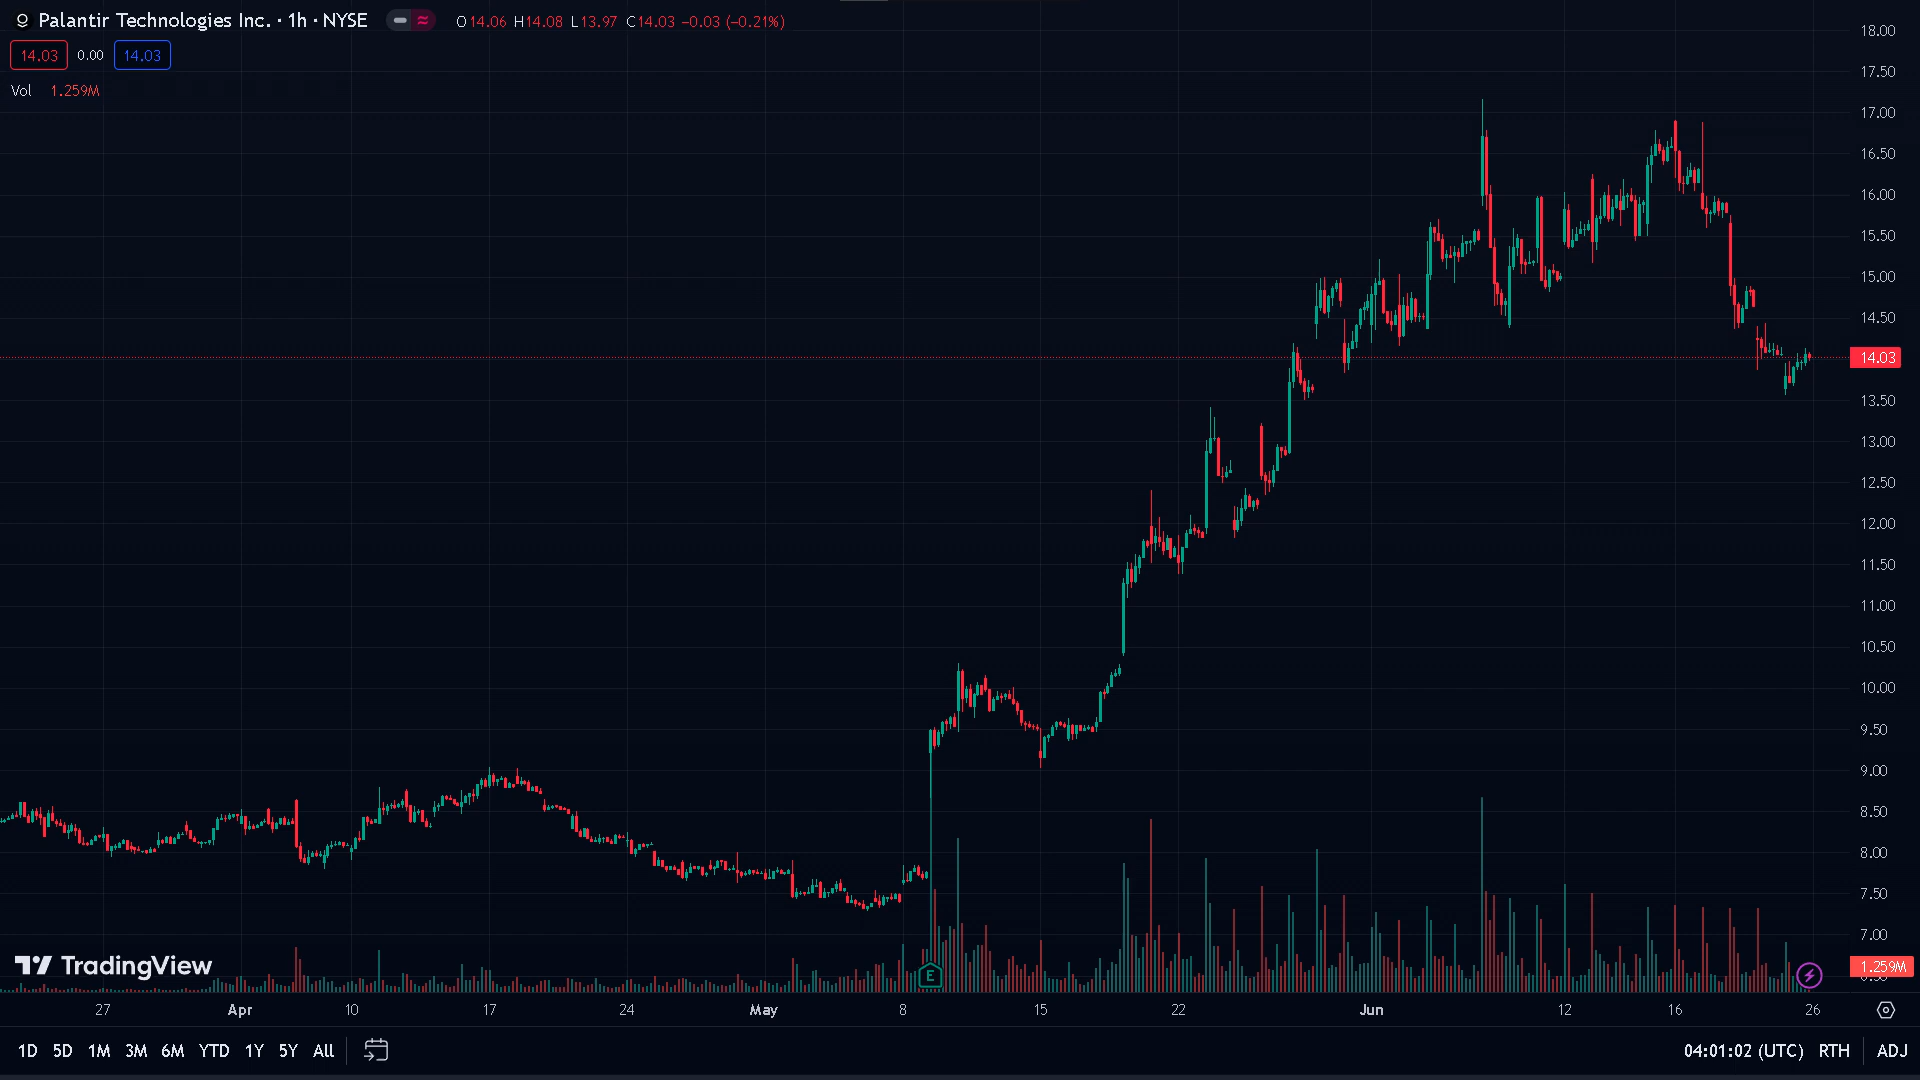 Palantir Technologies Inc. · 1h · NYSE O14.06 H14.08 L13.97 C14.03 −0.03 (−0.21%)
14.03 0.00 14.03
Vol 1.259M
18.00
17.50
17.00
16.50
16.00
15.50
15.00
14.50
14.03
13.50
13.00
12.50
12.00
11.50
11.00
10.50
10.00
9.50
9.00
8.50
8.00
7.50
7.00
1.259M
E
TradingView
27 Apr 10 17 24 May 8 15 22 Jun 12 16 26
1D 5D 1M 3M 6M YTD 1Y 5Y All 04:01:02 (UTC) RTH ADJ